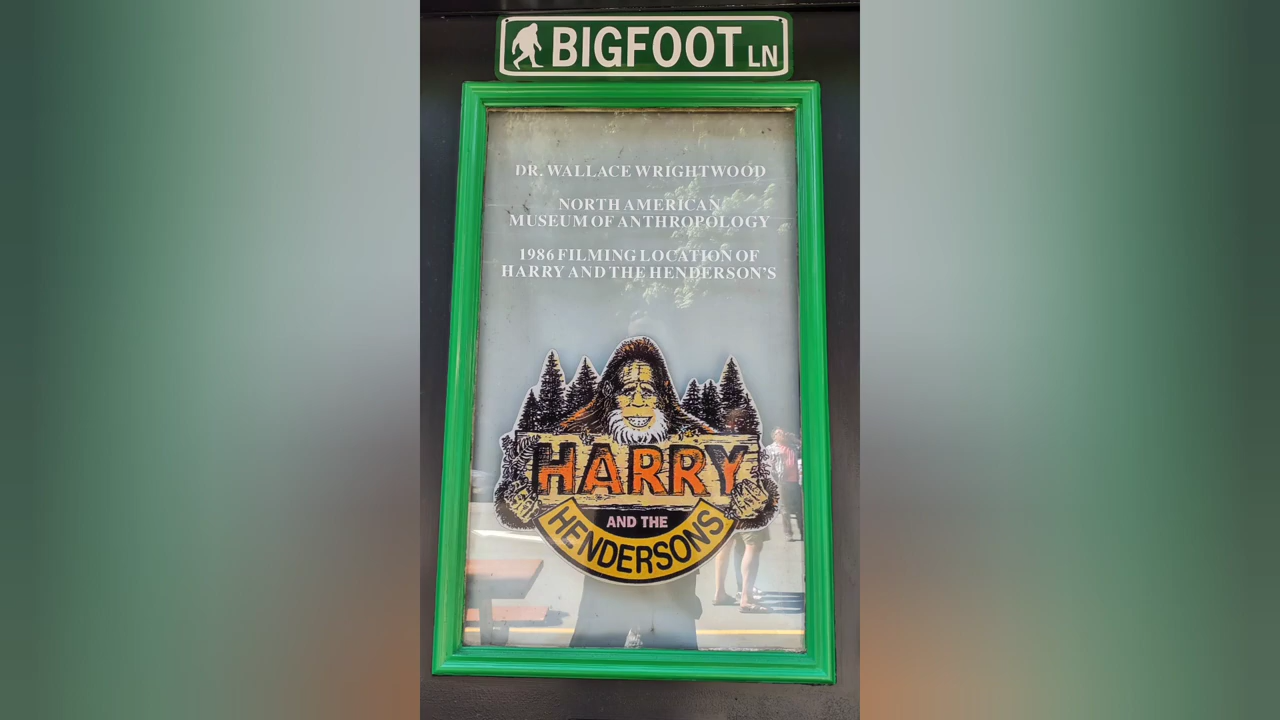 BIGFOOT LN
DR. WALLACE WRIGHTWOOD
NORTH AMERICAN
MUSEUM OF ANTHROPOLOGY
1986 FILMING LOCATION OF
HARRY AND THE HENDERSON'S
HARRY
AND THE
HENDERSONS